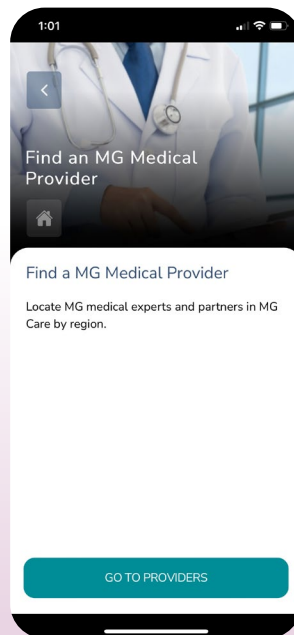 1:01
Find an MG Medical
Provider
Find a MG Medical Provider
Locate MG medical experts and partners in MG
Care by region.
GO TO PROVIDERS